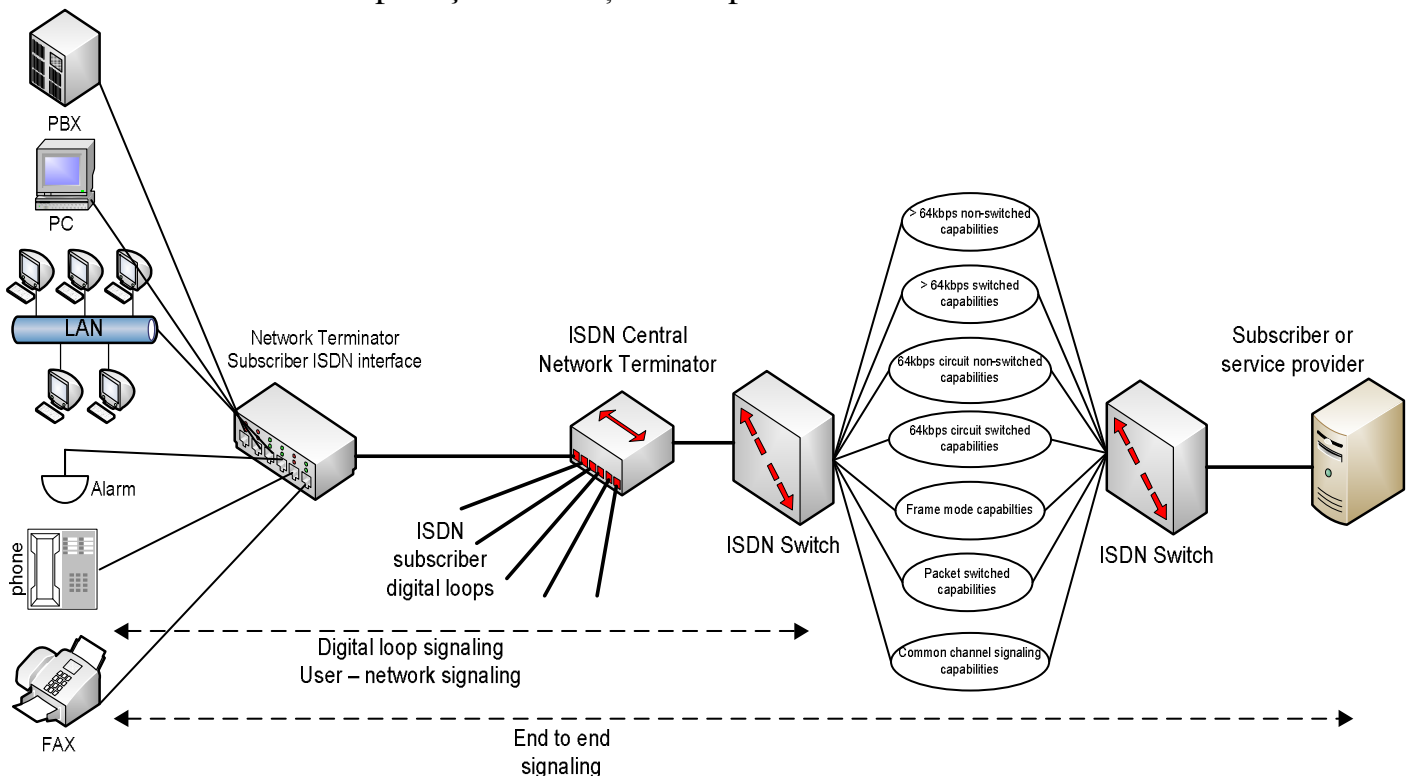 PBX
PC
LAN
Network Terminator
Subscriber ISDN interface
Alarm
phone
FAX
ISDN Central
Network Terminator
ISDN
subscriber
digital loops
ISDN Switch
> 64kbps non-switched
capabilities
> 64kbps switched
capabilities
64kbps circuit non-switched
capabilities
64kbps circuit switched
capabilities
Frame mode capabilties
Packet switched
capabilities
Common channel signaling
capabilities
ISDN Switch
Subscriber or
service provider
Digital loop signaling
User – network signaling
End to end
signaling